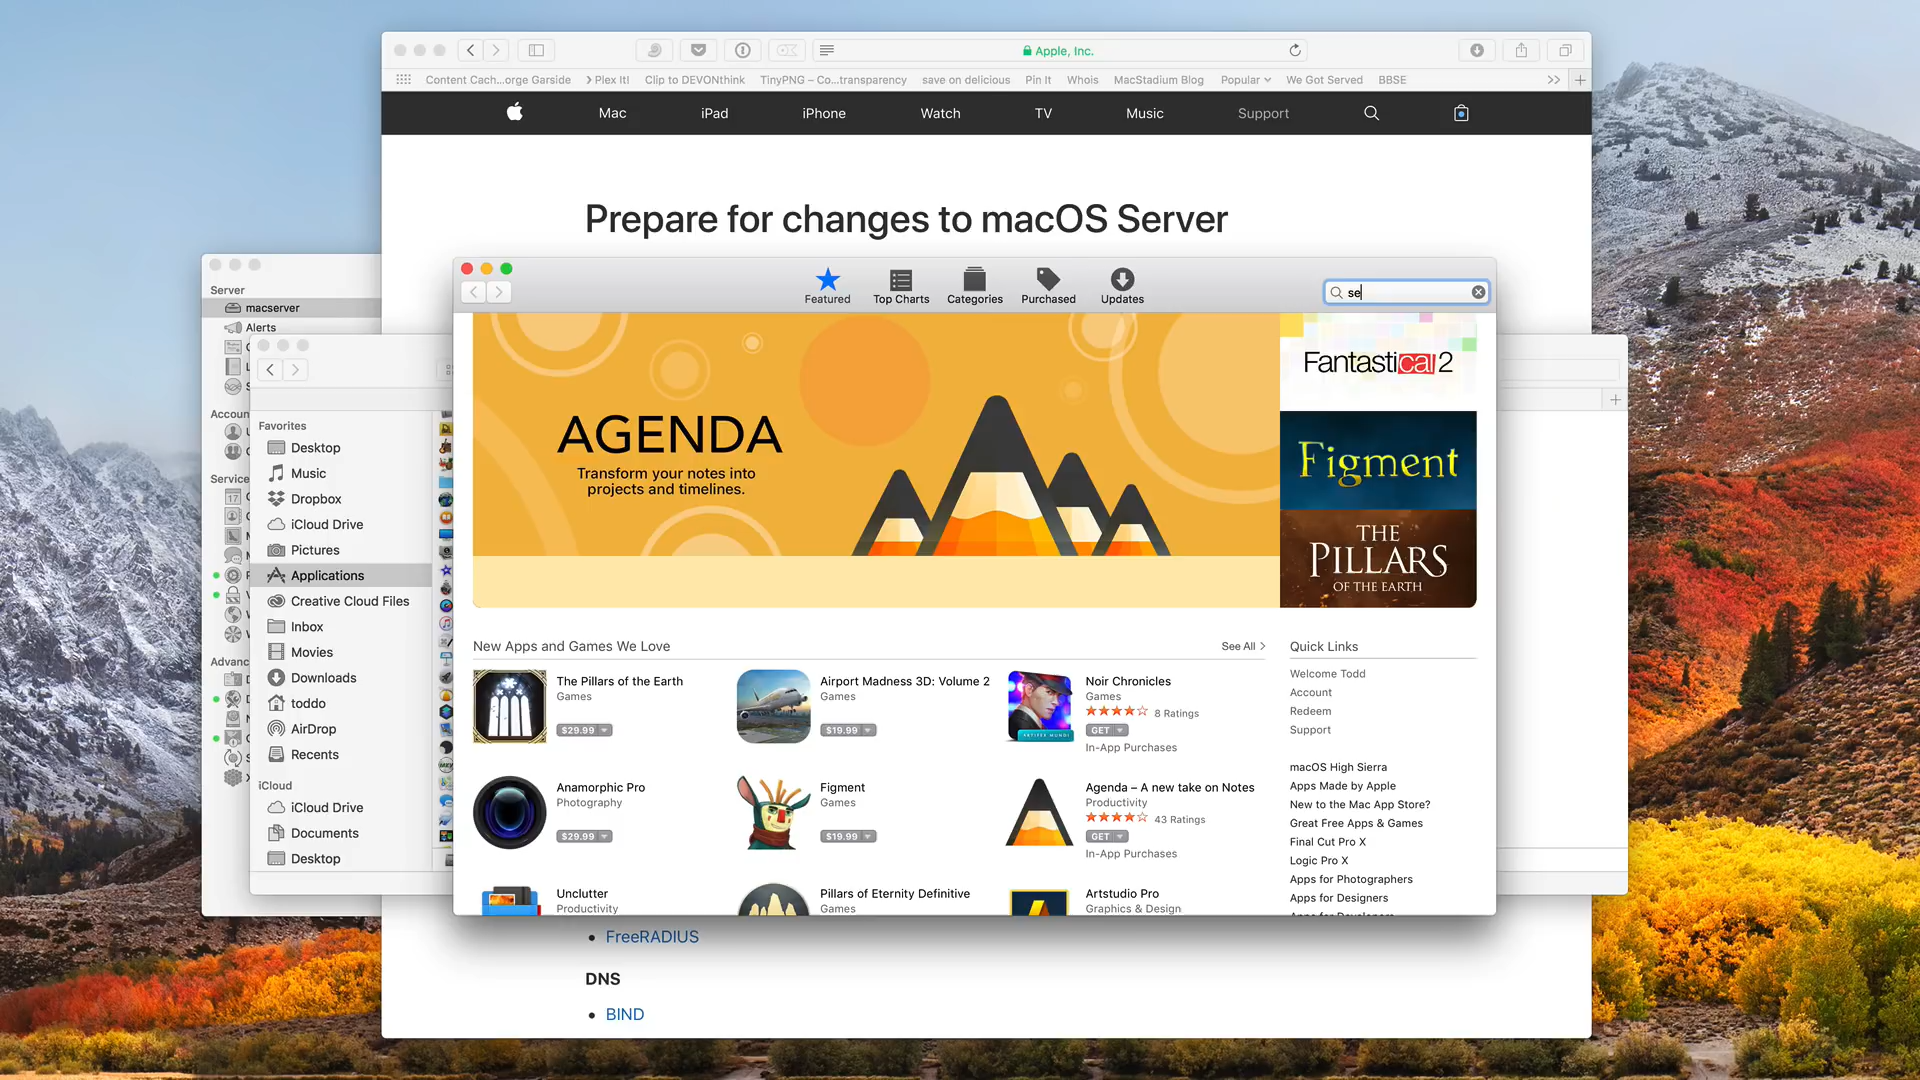 Apple, Inc.
Content Cach...orge Garside
Plex It!
Clip to DEVONthink
TinyPNG – Co...transparency
save on delicious
Pin It
Whois
MacStadium Blog
Popular
We Got Served
BBSE
Mac
iPad
iPhone
Watch
TV
Music
Support
Prepare for changes to macOS Server
Server
macserver
Alerts
Accoun
Service
Advanc
Favorites
Desktop
Music
Dropbox
iCloud Drive
Pictures
Applications
Creative Cloud Files
Inbox
Movies
Downloads
toddo
AirDrop
Recents
iCloud
iCloud Drive
Documents
Desktop
Featured
Top Charts
Categories
Purchased
Updates
se
AGENDA
Transform your notes into
projects and timelines.
Fantastical 2
Figment
THE
PILLARS
OF THE EARTH
New Apps and Games We Love
See All >
The Pillars of the Earth
Games
$29.99
Airport Madness 3D: Volume 2
Games
$19.99
Noir Chronicles
Games
8 Ratings
GET
In-App Purchases
ARTIFEX MUNDI
Anamorphic Pro
Photography
$29.99
Figment
Games
$19.99
Agenda – A new take on Notes
Productivity
43 Ratings
GET
In-App Purchases
Unclutter
Productivity
Pillars of Eternity Definitive
Games
Artstudio Pro
Graphics & Design
Quick Links
Welcome Todd
Account
Redeem
Support
macOS High Sierra
Apps Made by Apple
New to the Mac App Store?
Great Free Apps & Games
Final Cut Pro X
Logic Pro X
Apps for Photographers
Apps for Designers
Apps for Developers
• FreeRADIUS
DNS
• BIND